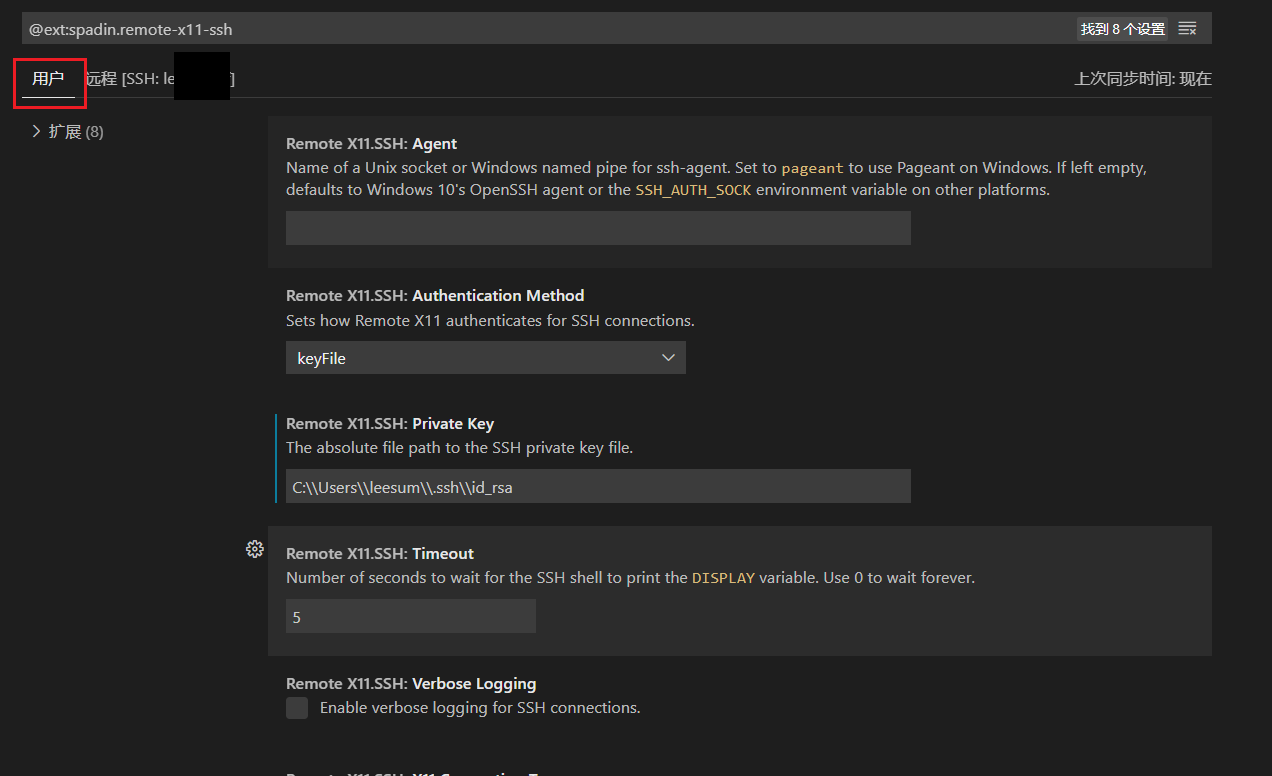 @ext:spadin.remote-x11-ssh 找到 8 个设置
用户 远程 [SSH: le ] 上次同步时间: 现在
扩展 (8)
Remote X11.SSH: Agent
Name of a Unix socket or Windows named pipe for ssh-agent. Set to pageant to use Pageant on Windows. If left empty,
defaults to Windows 10's OpenSSH agent or the SSH_AUTH_SOCK environment variable on other platforms.
Remote X11.SSH: Authentication Method
Sets how Remote X11 authenticates for SSH connections.
keyFile
Remote X11.SSH: Private Key
The absolute file path to the SSH private key file.
C:\\Users\\leesum\\.ssh\\id_rsa
Remote X11.SSH: Timeout
Number of seconds to wait for the SSH shell to print the DISPLAY variable. Use 0 to wait forever.
5
Remote X11.SSH: Verbose Logging
Enable verbose logging for SSH connections.
Remote X11.SSH: X11 Connection